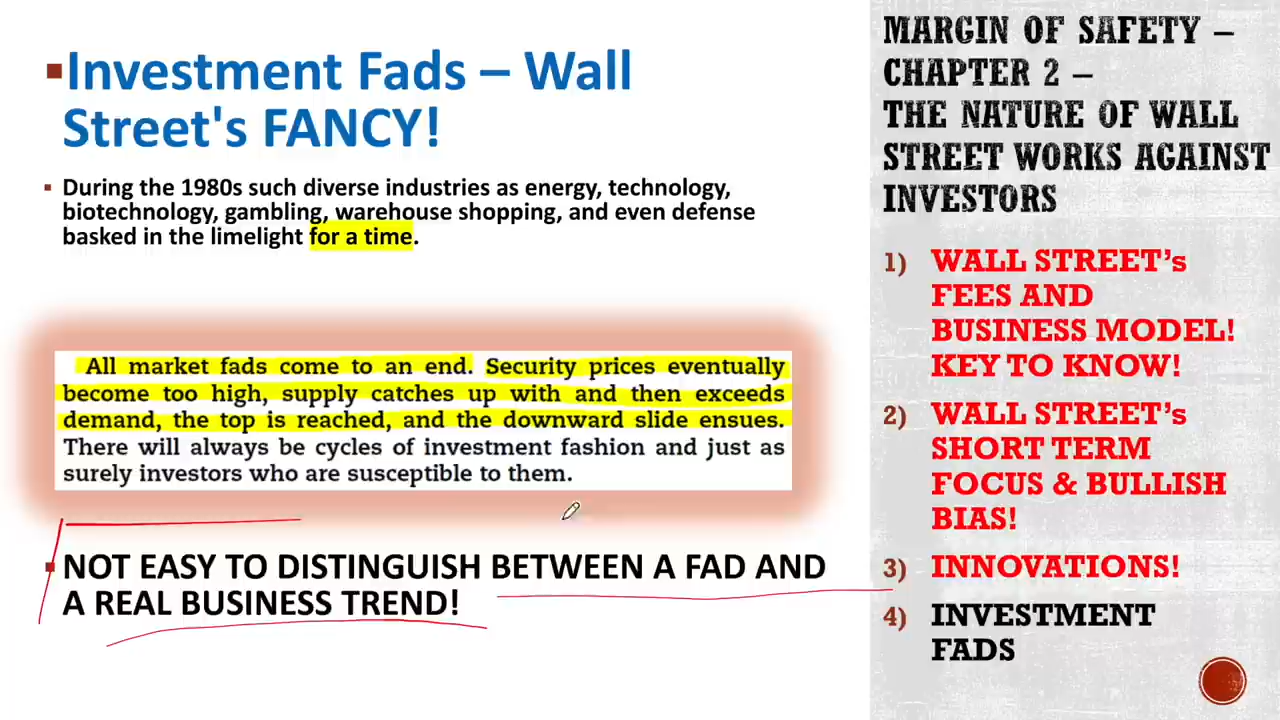 ▪Investment Fads – Wall
Street's FANCY!
▪ During the 1980s such diverse industries as energy, technology,
biotechnology, gambling, warehouse shopping, and even defense
basked in the limelight for a time.
All market fads come to an end. Security prices eventually
become too high, supply catches up with and then exceeds
demand, the top is reached, and the downward slide ensues.
There will always be cycles of investment fashion and just as
surely investors who are susceptible to them.
▪ NOT EASY TO DISTINGUISH BETWEEN A FAD AND
A REAL BUSINESS TREND!
MARGIN OF SAFETY –
CHAPTER 2 –
THE NATURE OF WALL
STREET WORKS AGAINST
INVESTORS
1) WALL STREET's
FEES AND
BUSINESS MODEL!
KEY TO KNOW!
2) WALL STREET's
SHORT TERM
FOCUS & BULLISH
BIAS!
3) INNOVATIONS!
4) INVESTMENT
FADS